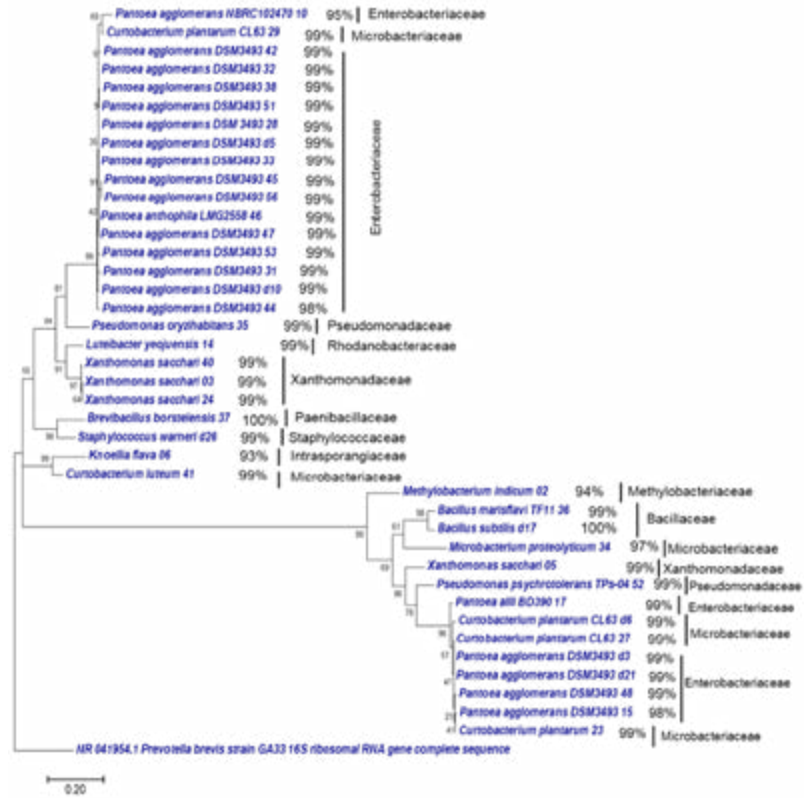 Pantoea agglomerans NBRC102470 10 95% Enterobacteriaceae
Curtobacterium plantarum CL63 29 99% Microbacteriaceae
Pantoea agglomerans DSM3493 42 99%
Pantoea agglomerans DSM3493 32 99%
Pantoea agglomerans DSM3493 38 99%
Pantoea agglomerans DSM3493 51 99%
Pantoea agglomerans DSM 3493 28 99%
Pantoea agglomerans DSM3493 d5 99%
Pantoea agglomerans DSM3493 33 99%
Pantoea agglomerans DSM3493 45 99%
Pantoea agglomerans DSM3493 56 99%
Pantoea anthophila LMG2558 46 99%
Pantoea agglomerans DSM3493 47 99%
Pantoea agglomerans DSM3493 53 99%
Pantoea agglomerans DSM3493 31 99%
Pantoea agglomerans DSM3493 d10 99%
Pantoea agglomerans DSM3493 44 98%
Enterobacteriaceae
Pseudomonas oryzihabitans 35 99% Pseudomonadaceae
Luteibacter yeojuensis 14 99% Rhodanobacteraceae
Xanthomonas sacchari 40 99%
Xanthomonas sacchari 03 99% Xanthomonadaceae
Xanthomonas sacchari 24 99%
Brevibacillus borstelensis 37 100% Paenibacillaceae
Staphylococcus warneri d26 99% Staphylococcaceae
Knoellia flava 06 93% Intrasporangiaceae
Curtobacterium luteum 41 99% Microbacteriaceae
Methylobacterium indicum 02 94% Methylobacteriaceae
Bacillus marisflavi TF11 36 99%
Bacillaceae
Bacillus subtilis d17 100%
Microbacterium proteolyticum 34 97% Microbacteriaceae
Xanthomonas sacchari 05 99% Xanthomonadaceae
Pseudomonas psychrotolerans TPs-04 52 99% Pseudomonadaceae
Pantoea allii BD390 17 99% Enterobacteriaceae
Curtobacterium plantarum CL63 d6 99%
Microbacteriaceae
Curtobacterium plantarum CL63 27 99%
Pantoea agglomerans DSM3493 d3 99%
Pantoea agglomerans DSM3493 d21 99%
Enterobacteriaceae
Pantoea agglomerans DSM3493 48 99%
Pantoea agglomerans DSM3493 15 98%
Curtobacterium plantarum 23 99% Microbacteriaceae
NR 041954.1 Prevotella brevis strain GA33 16S ribosomal RNA gene complete sequence
0.20